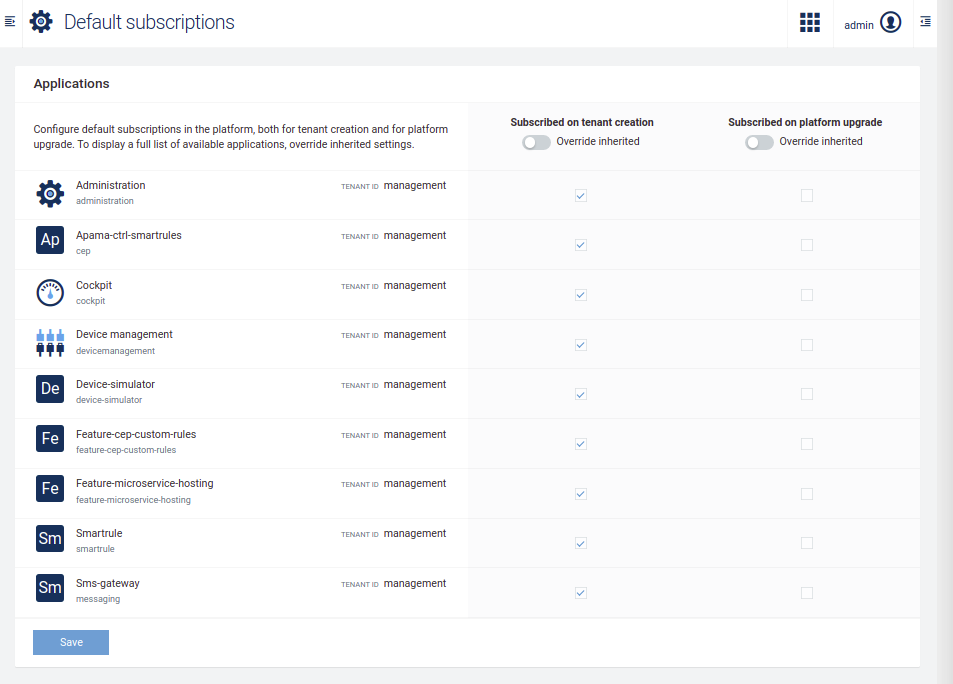 Default subscriptions
admin
Applications
Configure default subscriptions in the platform, both for tenant creation and for platform
upgrade. To display a full list of available applications, override inherited settings.
Subscribed on tenant creation
Override inherited
Subscribed on platform upgrade
Override inherited
Administration
administration
TENANT ID management
Ap
Apama-ctrl-smartrules
cep
TENANT ID management
Cockpit
cockpit
TENANT ID management
Device management
devicemanagement
TENANT ID management
De
Device-simulator
device-simulator
TENANT ID management
Fe
Feature-cep-custom-rules
feature-cep-custom-rules
TENANT ID management
Fe
Feature-microservice-hosting
feature-microservice-hosting
TENANT ID management
Sm
Smartrule
smartrule
TENANT ID management
Sm
Sms-gateway
messaging
TENANT ID management
Save